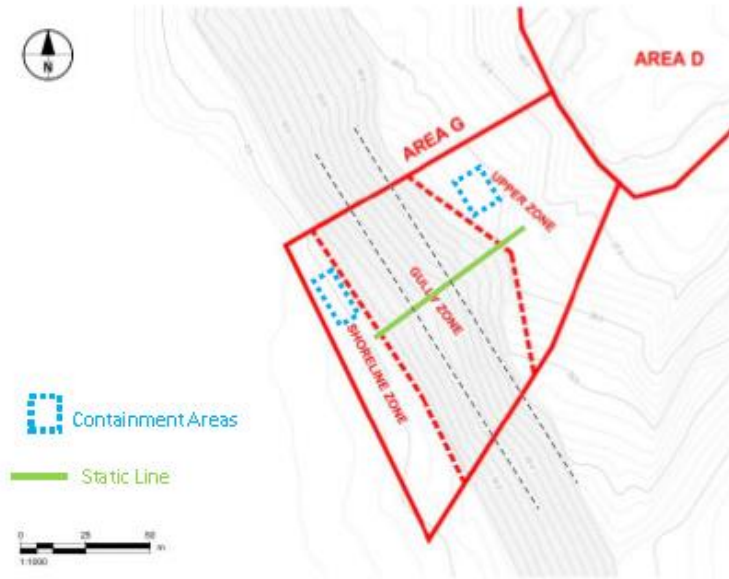 N
AREA D
AREA G
UPPER ZONE
GULLY ZONE
SHORELINE ZONE
Containment Areas
Static Line
0 25 50
m
1:1000